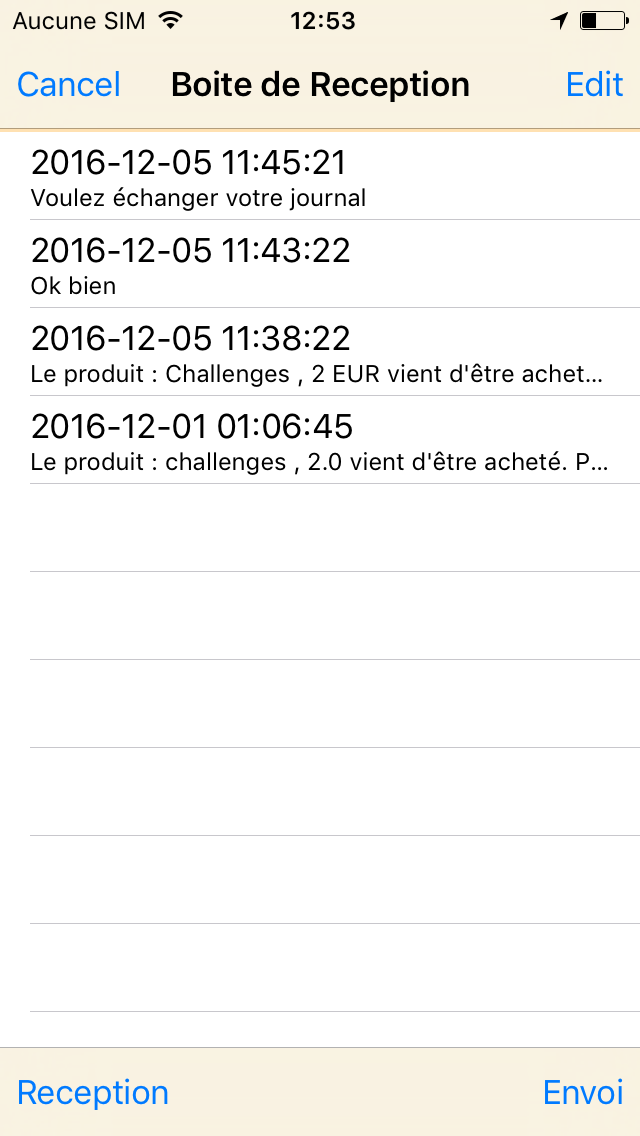 Aucune SIM 12:53
Cancel Boite de Reception Edit
2016-12-05 11:45:21
Voulez échanger votre journal
2016-12-05 11:43:22
Ok bien
2016-12-05 11:38:22
Le produit : Challenges , 2 EUR vient d'être achet...
2016-12-01 01:06:45
Le produit : challenges , 2.0 vient d'être acheté. P...
Reception Envoi